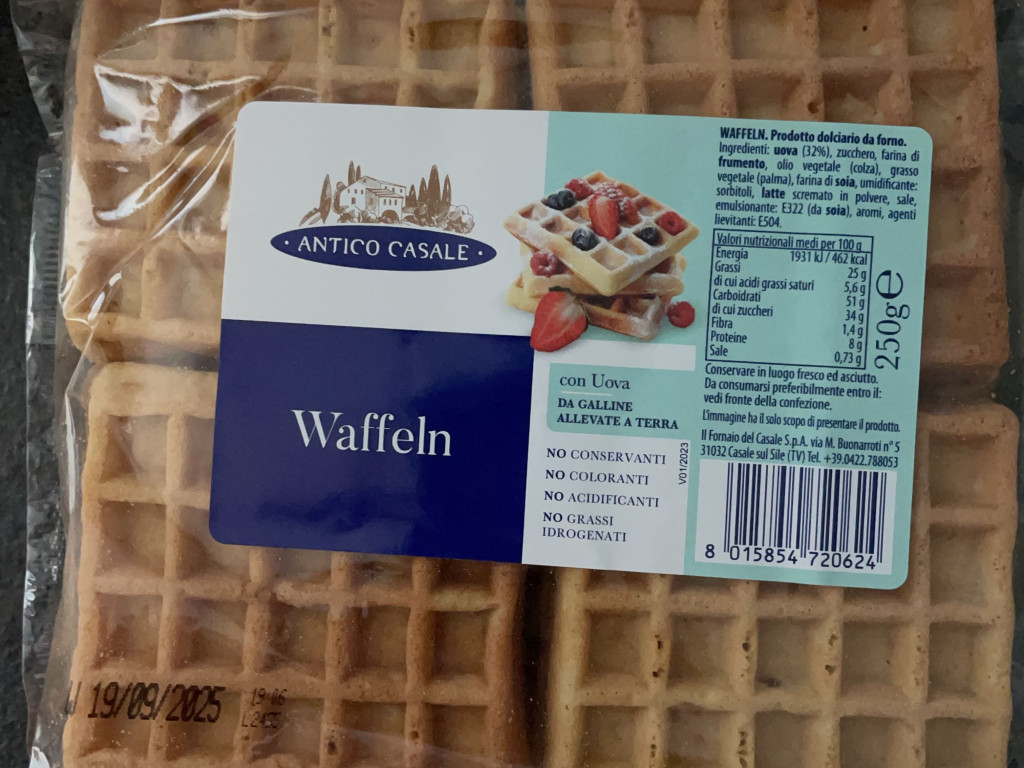 ANTICO CASALE
Waffeln
con Uova
DA GALLINE
ALLEVATE A TERRA
NO CONSERVANTI
NO COLORANTI
NO ACIDIFICANTI
NO GRASSI
IDROGENATI
V01/2023
WAFFELN. Prodotto dolciario da forno.
Ingredienti: uova (32%), zucchero, farina di
frumento, olio vegetale (colza), grasso
vegetale (palma), farina di soia, umidificante:
sorbitoli, latte scremato in polvere, sale,
emulsionante: E322 (da soia), aromi, agenti
lievitanti: E504.
Valori nutrizionali medi per 100 g
Energia 1931 kJ / 462 kcal
Grassi 25 g
di cui acidi grassi saturi 5,6 g
Carboidrati 51 g
di cui zuccheri 34 g
Fibra 1,4 g
Proteine 8 g
Sale 0,73 g
250g e
Conservare in luogo fresco ed asciutto.
Da consumarsi preferibilmente entro il:
vedi fronte della confezione.
L'immagine ha il solo scopo di presentare il prodotto.
Il Fornaio del Casale S.p.A. via M. Buonarroti n° 5
31032 Casale sul Sile (TV) Tel. +39.0422.788053
8 015854 720624
19/09/2025